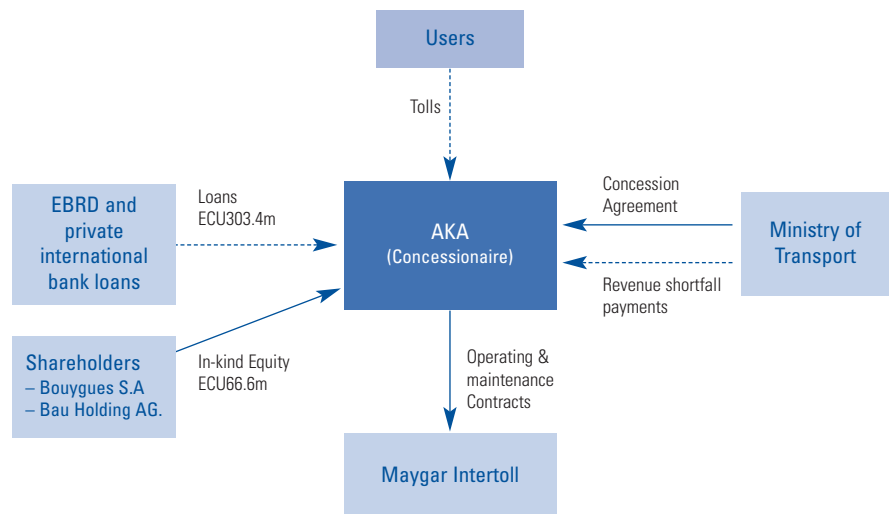 Users
Tolls
EBRD and
private
international
bank loans
Loans
ECU303.4m
AKA
(Concessionaire)
Concession
Agreement
Revenue shortfall
payments
Ministry of
Transport
Shareholders
– Bouygues S.A
– Bau Holding AG.
In-kind Equity
ECU66.6m
Operating &
maintenance
Contracts
Maygar Intertoll